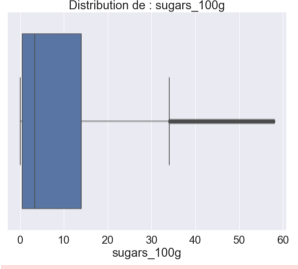 Distribution de : sugars_100g
0 10 20 30 40 50 60
sugars_100g